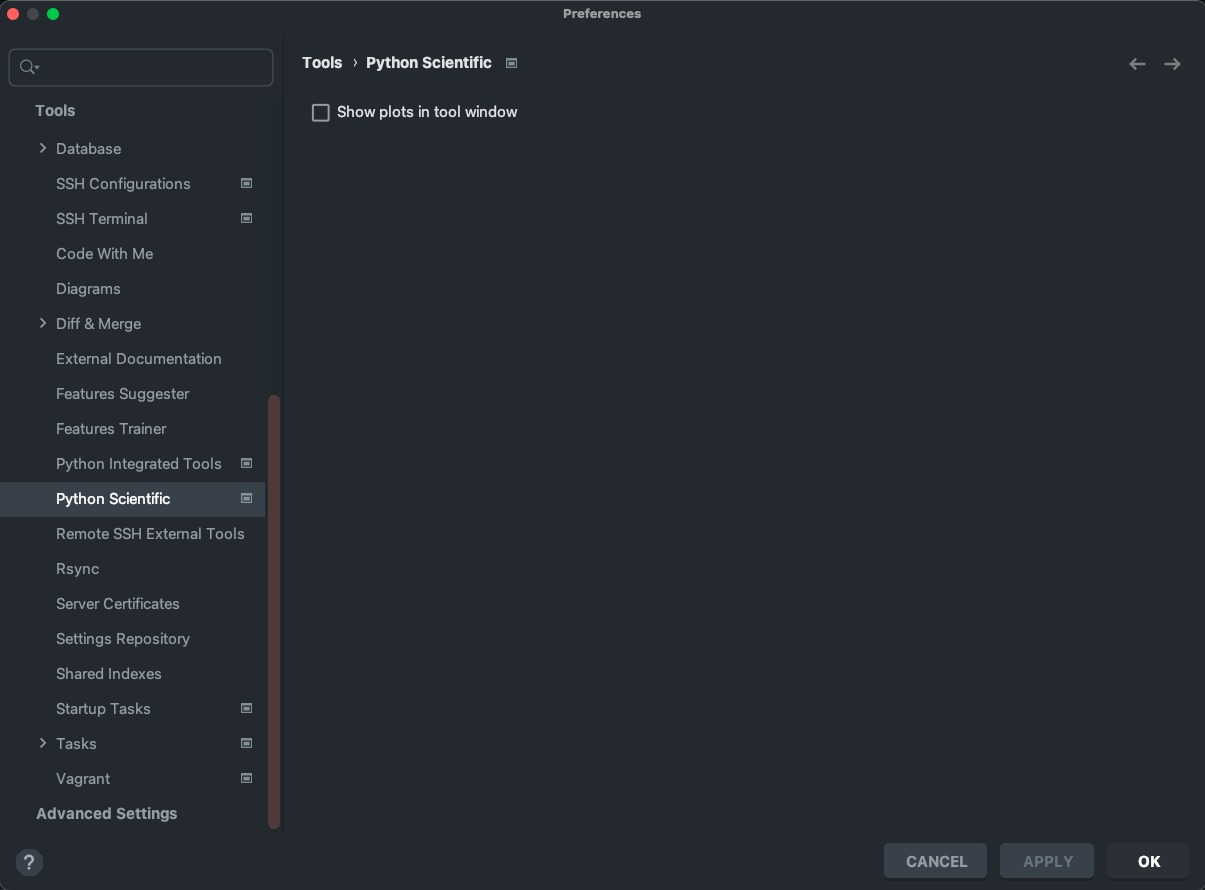 Preferences
Tools › Python Scientific
Show plots in tool window
Tools
Database
SSH Configurations
SSH Terminal
Code With Me
Diagrams
Diff & Merge
External Documentation
Features Suggester
Features Trainer
Python Integrated Tools
Python Scientific
Remote SSH External Tools
Rsync
Server Certificates
Settings Repository
Shared Indexes
Startup Tasks
Tasks
Vagrant
Advanced Settings
?
CANCEL APPLY OK